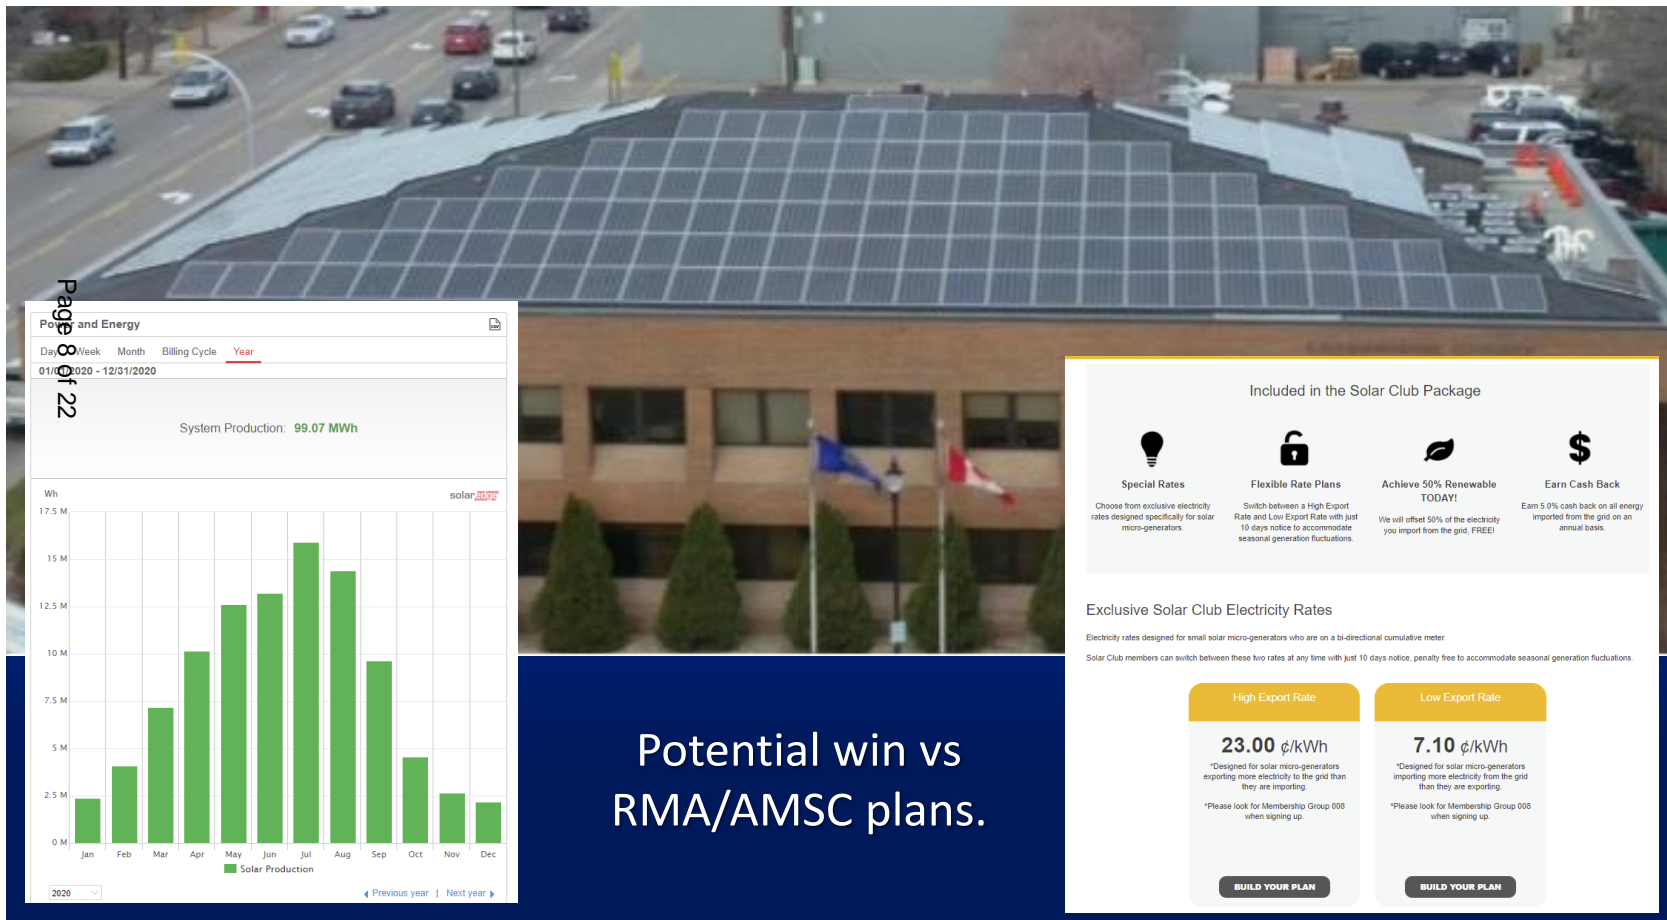 Page 8 of 22
Power and Energy
Day Week Month Billing Cycle Year
01/01/2020 - 12/31/2020
System Production: 99.07 MWh
Wh
solaredge
17.5 M
15 M
12.5 M
10 M
7.5 M
5 M
2.5 M
0 M
Jan Feb Mar Apr May Jun Jul Aug Sep Oct Nov Dec
Solar Production
2020
Previous year | Next year
Potential win vs
RMA/AMSC plans.
Included in the Solar Club Package
Special Rates
Choose from exclusive electricity
rates designed specifically for solar
micro-generators.
Flexible Rate Plans
Switch between a High Export
Rate and Low Export Rate with just
10 days notice to accommodate
seasonal generation fluctuations.
Achieve 50% Renewable
TODAY!
We will offset 50% of the electricity
you import from the grid, FREE!
$
Earn Cash Back
Earn 5.0% cash back on all energy
imported from the grid on an
annual basis.
Exclusive Solar Club Electricity Rates
Electricity rates designed for small solar micro-generators who are on a bi-directional cumulative meter.
Solar Club members can switch between these two rates at any time with just 10 days notice, penalty free to accommodate seasonal generation fluctuations.
High Export Rate
23.00 ¢/kWh
*Designed for solar micro-generators
exporting more electricity to the grid than
they are importing.
*Please look for Membership Group 008
when signing up.
BUILD YOUR PLAN
Low Export Rate
7.10 ¢/kWh
*Designed for solar micro-generators
importing more electricity from the grid
than they are exporting.
*Please look for Membership Group 008
when signing up.
BUILD YOUR PLAN